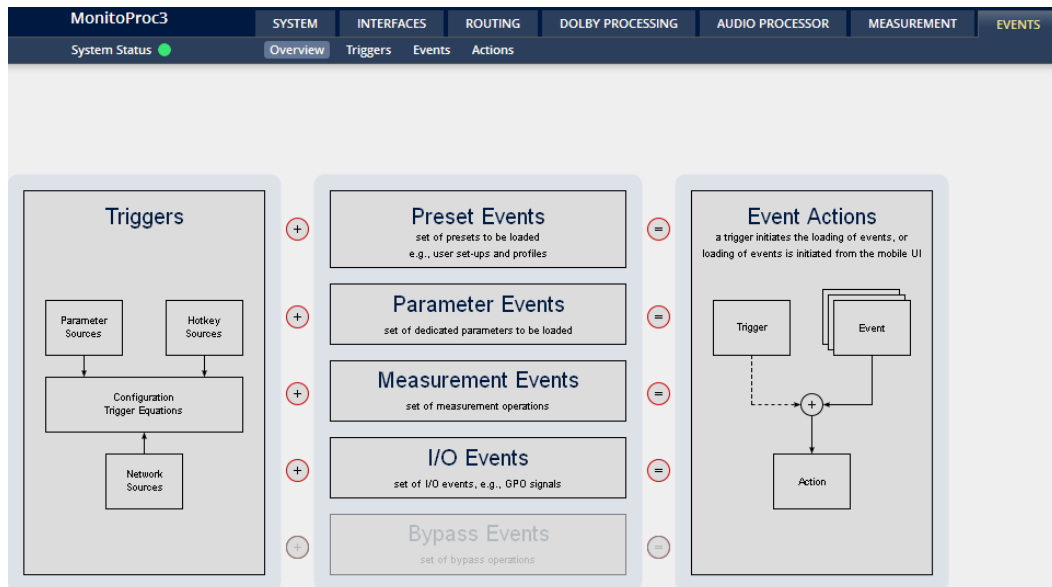 MonitoProc3
SYSTEM
INTERFACES
ROUTING
DOLBY PROCESSING
AUDIO PROCESSOR
MEASUREMENT
EVENTS
System Status
Overview
Triggers
Events
Actions
Triggers
Parameter
Sources
Hotkey
Sources
Configuration
Trigger Equations
Network
Sources
+
Preset Events
set of presets to be loaded
e.g., user set-ups and profiles
=
+
Parameter Events
set of dedicated parameters to be loaded
=
+
Measurement Events
set of measurement operations
=
+
I/O Events
set of I/O events, e.g., GPO signals
=
+
Bypass Events
set of bypass operations
=
Event Actions
a trigger initiates the loading of events, or
loading of events is initiated from the mobile UI
Trigger
Event
+
Action